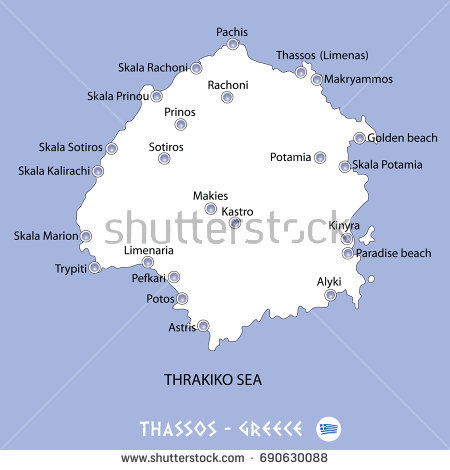 Pachis
Thassos (Limenas)
Skala Rachoni
Makryammos
Rachoni
Skala Prinou
Prinos
Golden beach
Skala Sotiros
Sotiros
Potamia
Skala Potamia
Skala Kalirachi
Makies
Kastro
shutterstock
Kinyra
Skala Marion
Limenaria
Paradise beach
Trypiti
Pefkari
Alyki
Potos
Astris
THRAKIKO SEA
THASSOS - GREECE
www.shutterstock.com · 690630088